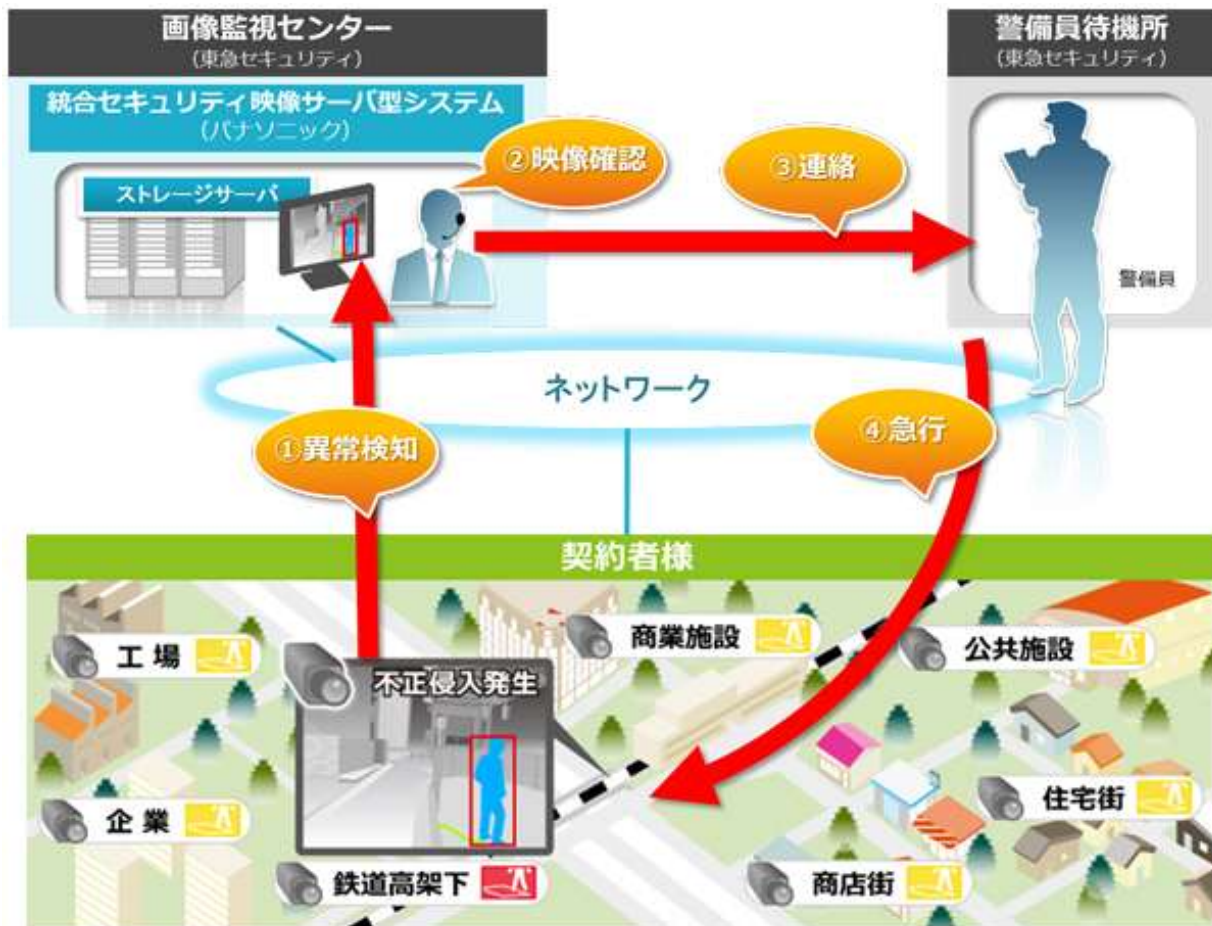 画像監視センター
(東急セキュリティ)
警備員待機所
(東急セキュリティ)
統合セキュリティ映像サーバ型システム
(パナソニック)
②映像確認
③連絡
ストレージサーバ
警備員
ネットワーク
①異常検知
④急行
契約者様
工場
商業施設
公共施設
不正侵入発生
企業
住宅街
鉄道高架下
商店街